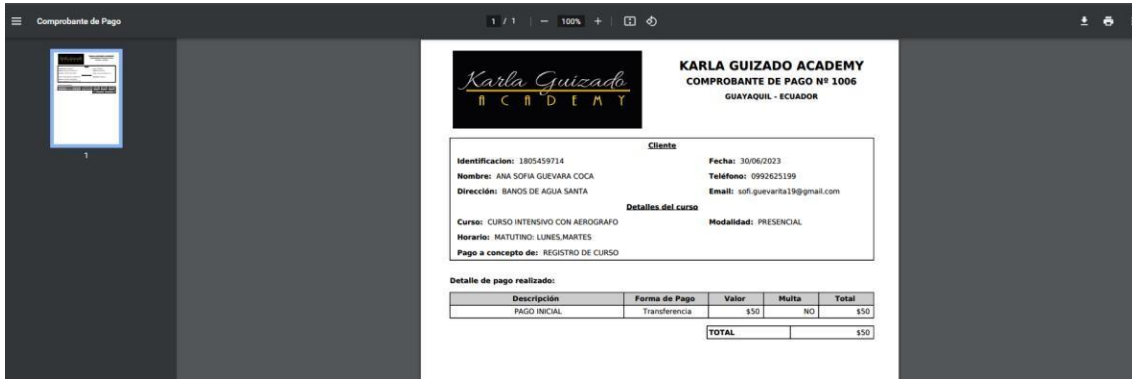 Comprobante de Pago
1 / 1
100%
1
Karla Guizado
ACADEMY
KARLA GUIZADO ACADEMY
COMPROBANTE DE PAGO Nº 1006
GUAYAQUIL - ECUADOR
Cliente
Identificacion: 1805459714
Fecha: 30/06/2023
Nombre: ANA SOFIA GUEVARA COCA
Teléfono: 0992625199
Dirección: BANOS DE AGUA SANTA
Email: sofi.guevarita19@gmail.com
Detalles del curso
Curso: CURSO INTENSIVO CON AEROGRAFO
Modalidad: PRESENCIAL
Horario: MATUTINO: LUNES,MARTES
Pago a concepto de: REGISTRO DE CURSO
Detalle de pago realizado:
Descripción Forma de Pago Valor Multa Total
PAGO INICIAL Transferencia $50 NO $50
TOTAL $50